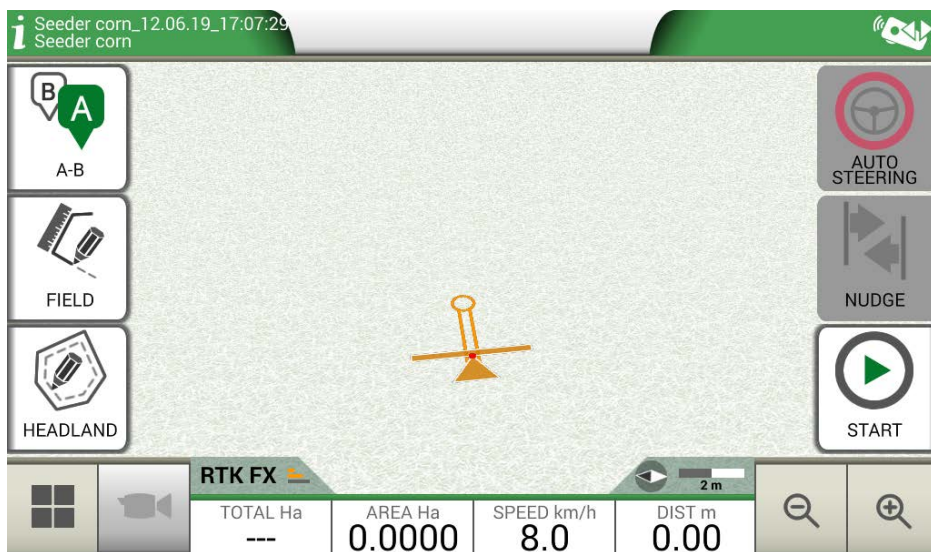 Seeder corn_12.06.19_17:07:29
Seeder corn
B
A
A-B
FIELD
HEADLAND
AUTO
STEERING
NUDGE
START
RTK FX
2 m
TOTAL Ha
---
AREA Ha
0.0000
SPEED km/h
8.0
DIST m
0.00